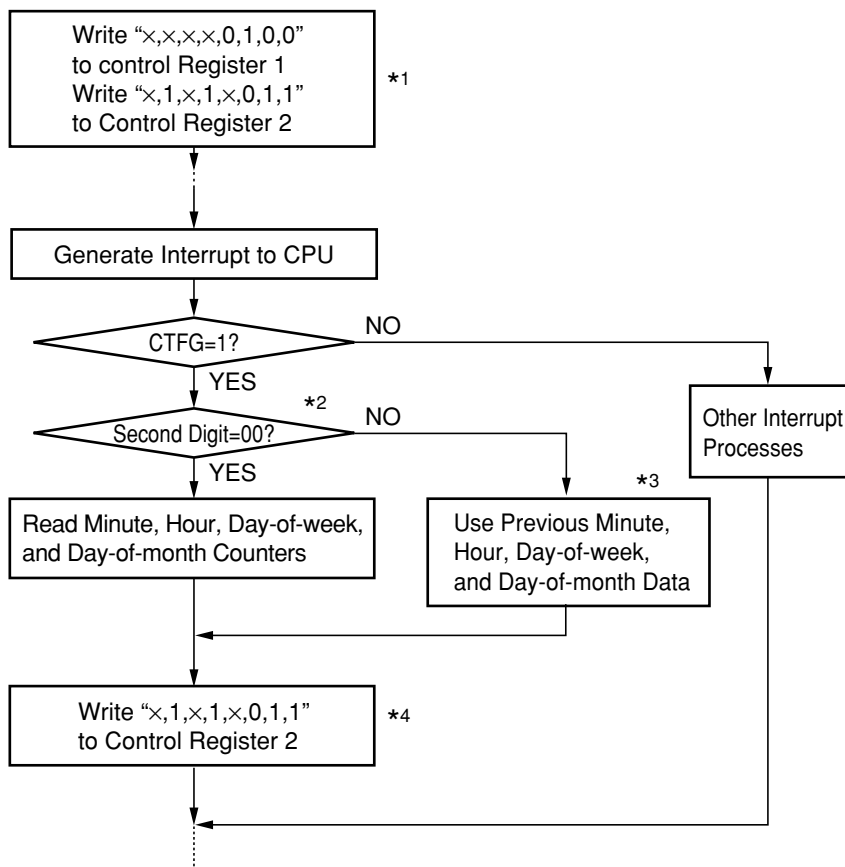 Write “×,×,×,×,0,1,0,0”
to control Register 1
Write “×,1,×,1,×,0,1,1”
to Control Register 2
*1
Generate Interrupt to CPU
CTFG=1?
NO
YES
*2
Second Digit=00?
NO
YES
Other Interrupt
Processes
*3
Read Minute, Hour, Day-of-week,
and Day-of-month Counters
Use Previous Minute,
Hour, Day-of-week,
and Day-of-month Data
Write “×,1,×,1,×,0,1,1”
to Control Register 2
*4